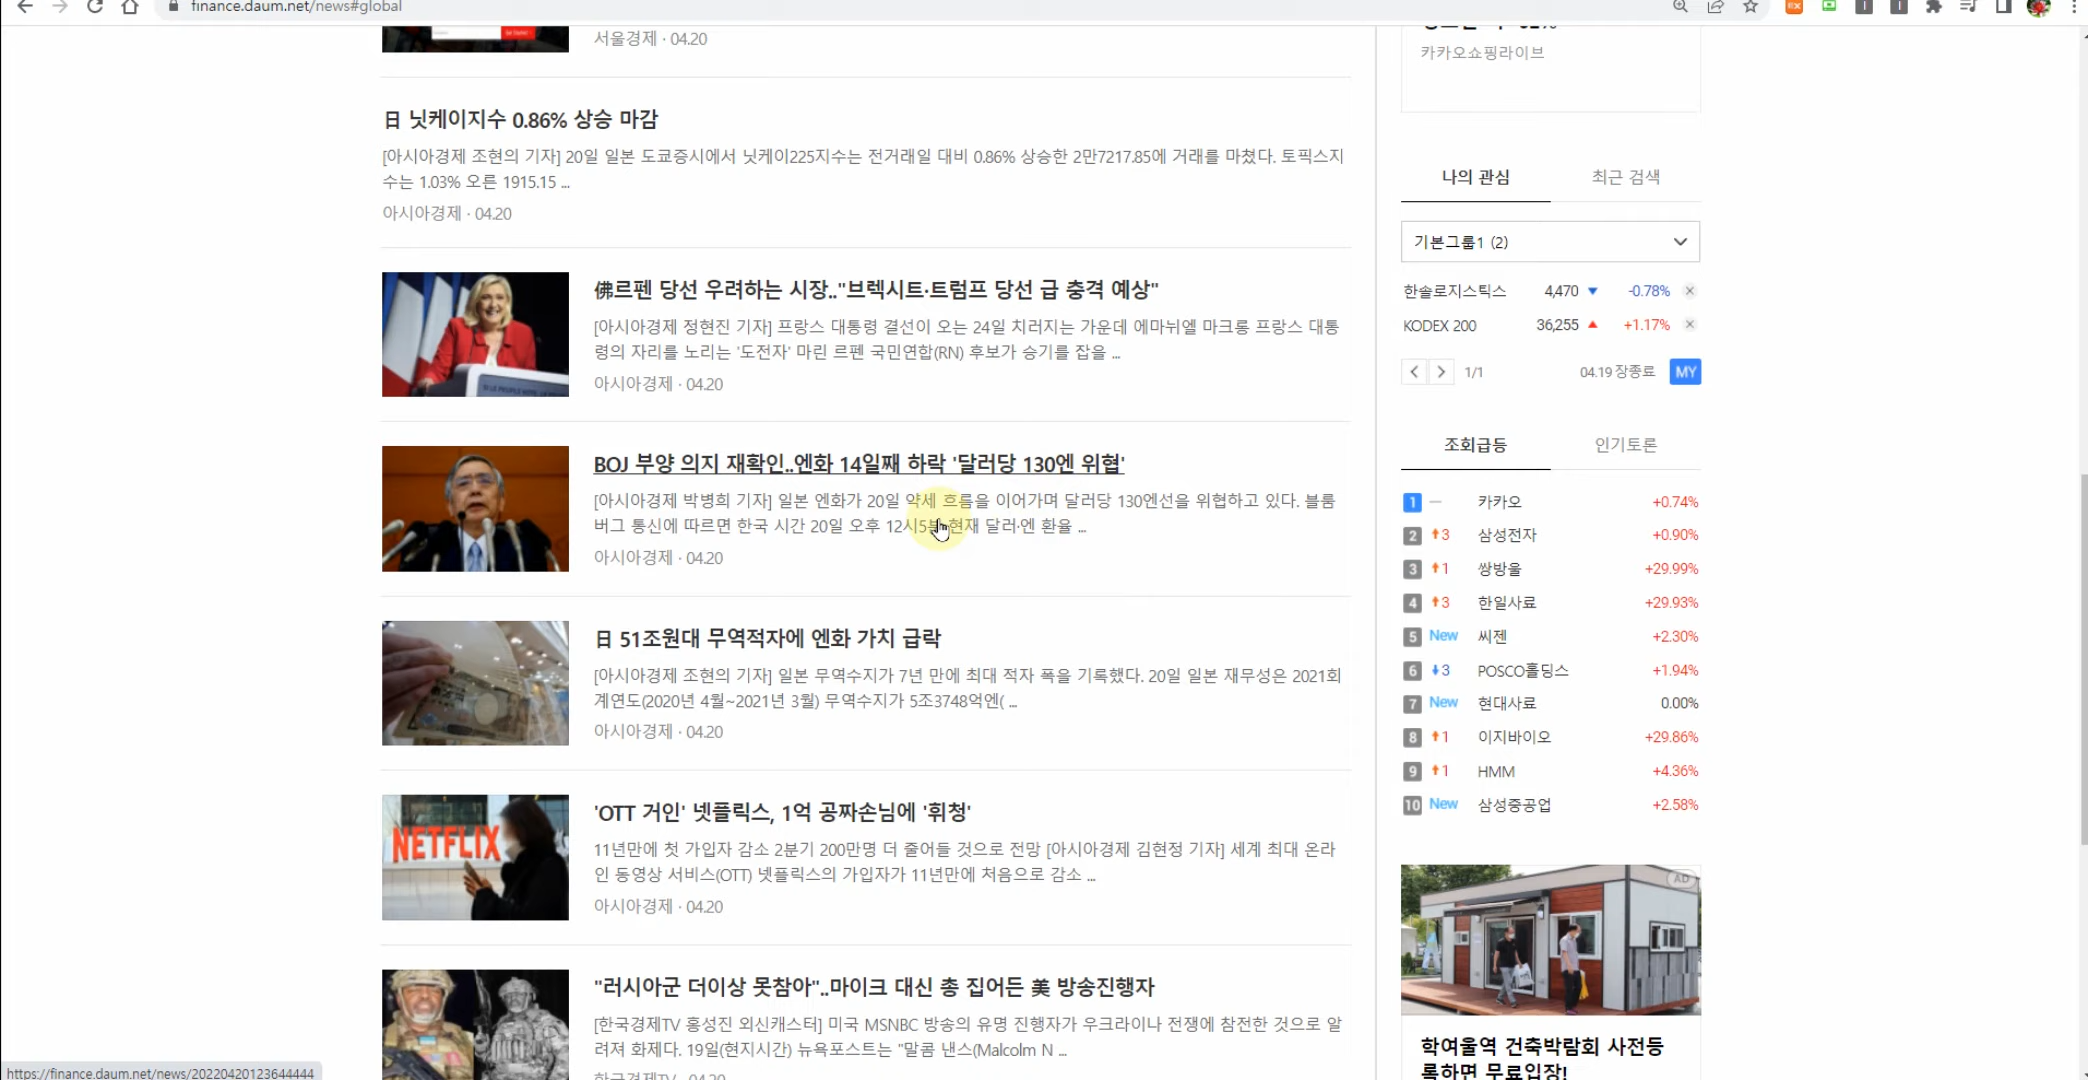 finance.daum.net/news#global
서울경제 · 04.20
日 닛케이지수 0.86% 상승 마감
[아시아경제 조현의 기자] 20일 일본 도쿄증시에서 닛케이225지수는 전거래일 대비 0.86% 상승한 2만7217.85에 거래를 마쳤다. 토픽스지
수는 1.03% 오른 1915.15 ...
아시아경제 · 04.20
佛르펜 당선 우려하는 시장.."브렉시트·트럼프 당선 급 충격 예상"
[아시아경제 정현진 기자] 프랑스 대통령 결선이 오는 24일 치러지는 가운데 에마뉘엘 마크롱 프랑스 대통
령의 자리를 노리는 '도전자' 마린 르펜 국민연합(RN) 후보가 승기를 잡을 ...
아시아경제 · 04.20
BOJ 부양 의지 재확인..엔화 14일째 하락 '달러당 130엔 위협'
[아시아경제 박병희 기자] 일본 엔화가 20일 약세 흐름을 이어가며 달러당 130엔선을 위협하고 있다. 블룸
버그 통신에 따르면 한국 시간 20일 오후 12시5분 현재 달러·엔 환율 ...
아시아경제 · 04.20
日 51조원대 무역적자에 엔화 가치 급락
[아시아경제 조현의 기자] 일본 무역수지가 7년 만에 최대 적자 폭을 기록했다. 20일 일본 재무성은 2021회
계연도(2020년 4월~2021년 3월) 무역수지가 5조3748억엔( ...
아시아경제 · 04.20
NETFLIX
'OTT 거인' 넷플릭스, 1억 공짜손님에 '휘청'
11년만에 첫 가입자 감소 2분기 200만명 더 줄어들 것으로 전망 [아시아경제 김현정 기자] 세계 최대 온라
인 동영상 서비스(OTT) 넷플릭스의 가입자가 11년만에 처음으로 감소 ...
아시아경제 · 04.20
"러시아군 더이상 못참아"..마이크 대신 총 집어든 美 방송진행자
[한국경제TV 홍성진 외신캐스터] 미국 MSNBC 방송의 유명 진행자가 우크라이나 전쟁에 참전한 것으로 알
려져 화제다. 19일(현지시간) 뉴욕포스트는 "말콤 낸스(Malcolm N ...
한국경제TV · 04.20
https://finance.daum.net/news/20220420123644444
카카오쇼핑라이브
나의 관심 최근 검색
기본그룹1 (2)
한솔로지스틱스 4,470 ▼ -0.78% ×
KODEX 200 36,255 ▲ +1.17% ×
< > 1/1 04.19 장종료 MY
조회급등 인기토론
1 — 카카오 +0.74%
2 ↑3 삼성전자 +0.90%
3 ↑1 쌍방울 +29.99%
4 ↑3 한일사료 +29.93%
5 New 씨젠 +2.30%
6 ↓3 POSCO홀딩스 +1.94%
7 New 현대사료 0.00%
8 ↑1 이지바이오 +29.86%
9 ↑1 HMM +4.36%
10 New 삼성중공업 +2.58%
AD
학여울역 건축박람회 사전등
록하면 무료입장!